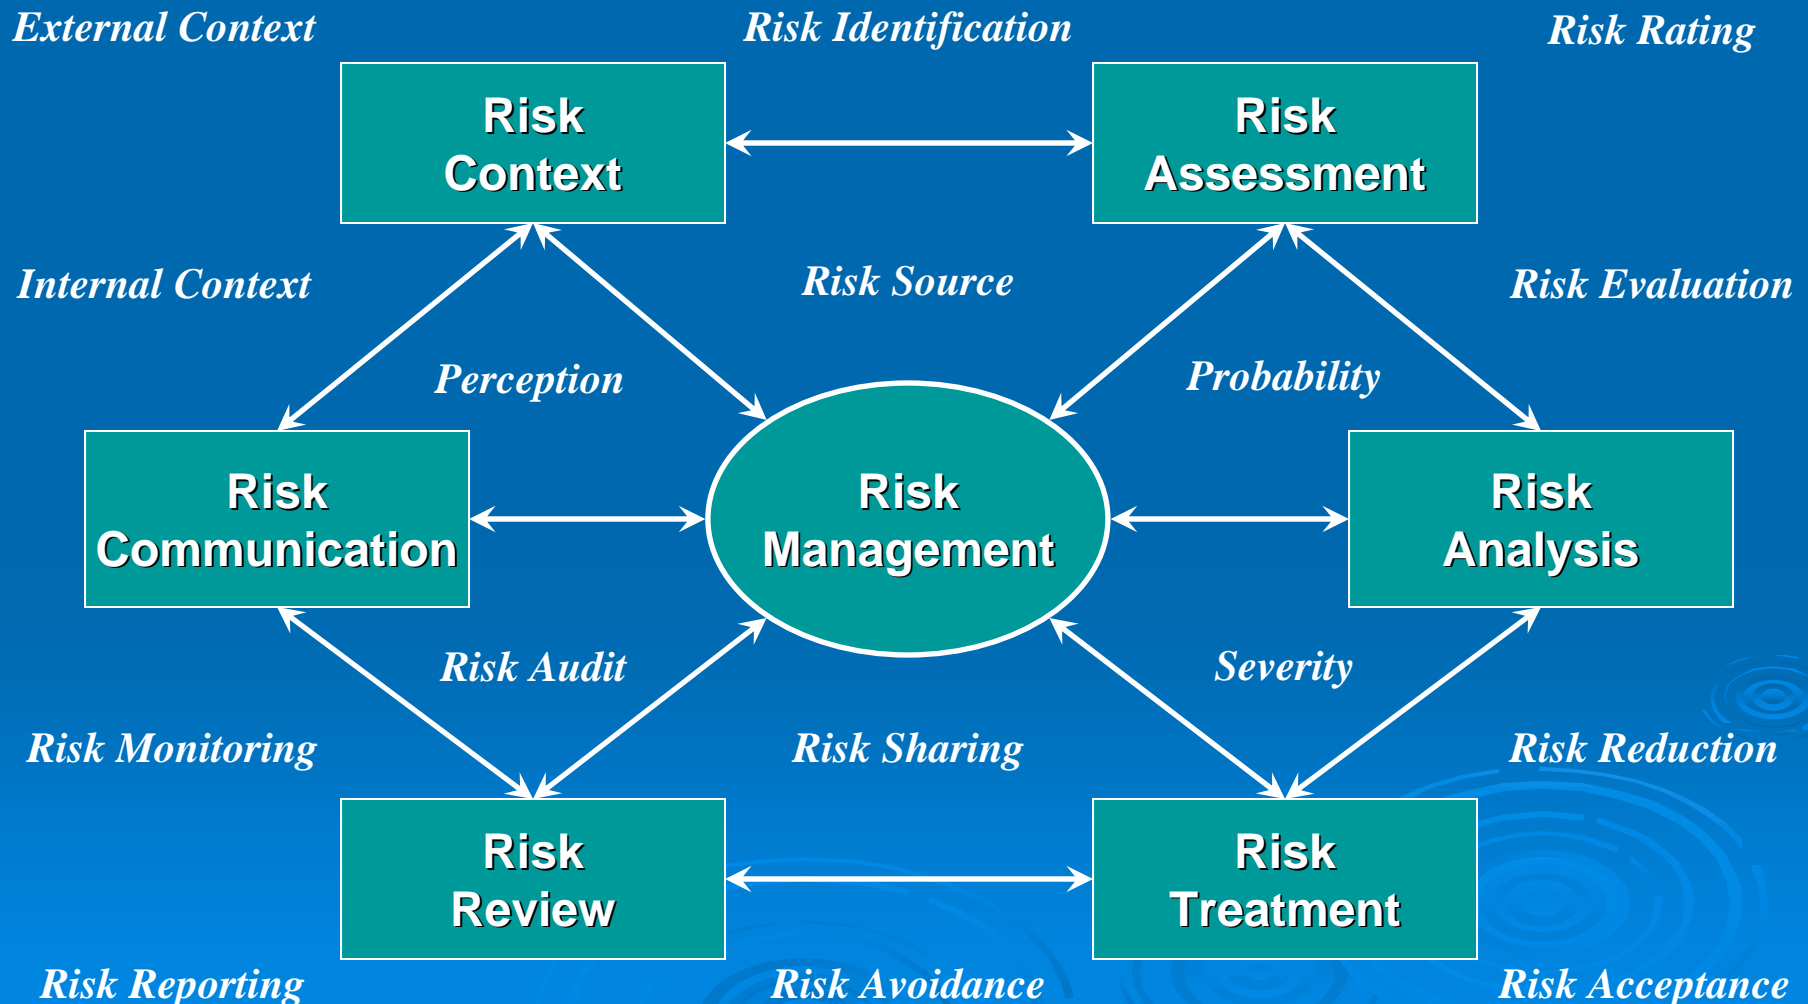 External Context
Risk Identification
Risk Rating
Risk
Context
Risk
Assessment
Internal Context
Risk Source
Risk Evaluation
Perception
Probability
Risk
Communication
Risk
Management
Risk
Analysis
Risk Audit
Severity
Risk Monitoring
Risk Sharing
Risk Reduction
Risk
Review
Risk
Treatment
Risk Reporting
Risk Avoidance
Risk Acceptance